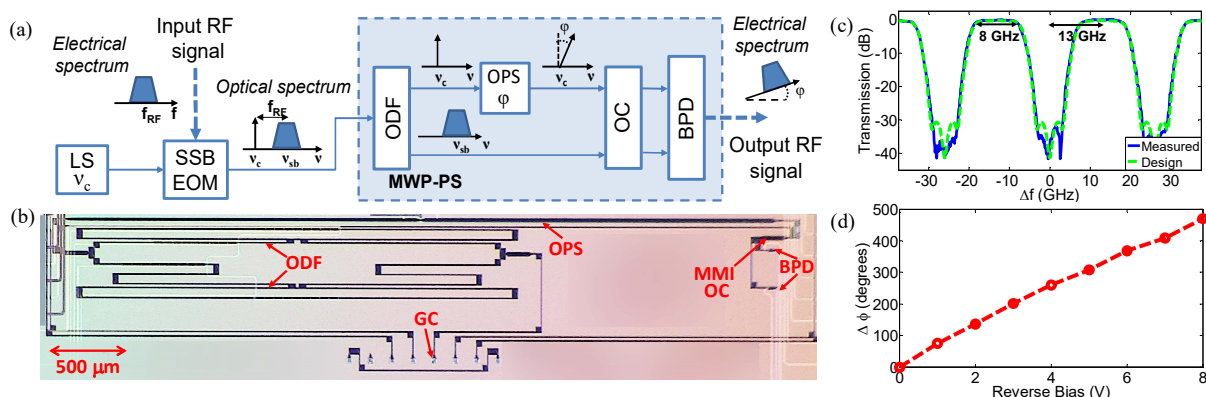 (a)
Electrical
spectrum
Input RF
signal
f_RF f
Optical spectrum
f_RF
ν_c ν_sb ν
LS
ν_c
SSB
EOM
ODF
ν_c ν
OPS
φ
ν_c ν
ν_sb ν
MWP-PS
OC
BPD
Electrical
spectrum
φ
Output RF
signal
(b)
OPS
ODF
MMI
OC
BPD
GC
500 μm
(c)
Transmission (dB)
0
-10
-20
-30
-40
8 GHz
13 GHz
Measured
Design
-30 -20 -10 0 10 20 30
Δf (GHz)
(d)
Δ ϕ (degrees)
500
400
300
200
100
0
0 2 4 6 8
Reverse Bias (V)